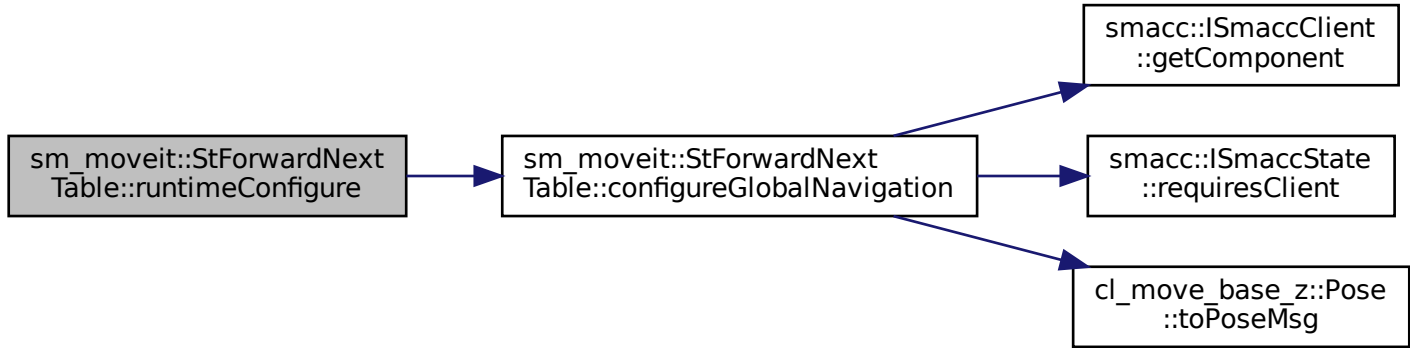 sm_moveit::StForwardNext
Table::runtimeConfigure
sm_moveit::StForwardNext
Table::configureGlobalNavigation
smacc::ISmaccClient
::getComponent
smacc::ISmaccState
::requiresClient
cl_move_base_z::Pose
::toPoseMsg